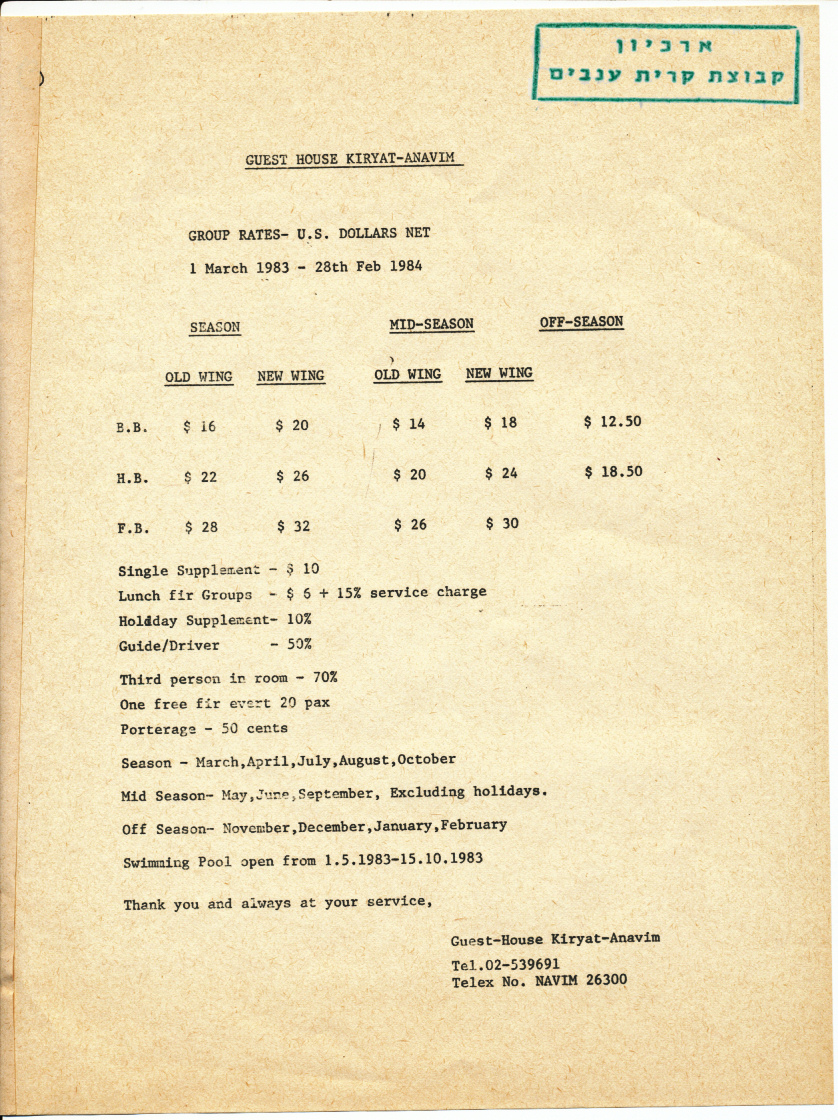 ארכיון
קבוצת קרית ענבים
GUEST HOUSE KIRYAT-ANAVIM
GROUP RATES- U.S. DOLLARS NET
1 March 1983 - 28th Feb 1984
SEASON MID-SEASON OFF-SEASON
OLD WING NEW WING OLD WING NEW WING
B.B. $ 16 $ 20 $ 14 $ 18 $ 12.50
H.B. $ 22 $ 26 $ 20 $ 24 $ 18.50
F.B. $ 28 $ 32 $ 26 $ 30
Single Supplement - $ 10
Lunch fir Groups - $ 6 + 15% service charge
Holdday Supplement- 10%
Guide/Driver - 50%
Third person in room - 70%
One free fir evert 20 pax
Porterage - 50 cents
Season - March,April,July,August,October
Mid Season- May,June,September, Excluding holidays.
Off Season- November,December,January,February
Swimming Pool open from 1.5.1983-15.10.1983
Thank you and always at your service,
Guest-House Kiryat-Anavim
Tel.02-539691
Telex No. NAVIM 26300